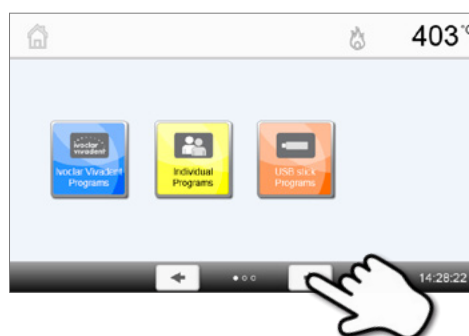 403 °C
ivoclar
vivadent
Ivoclar Vivadent
Programs
Individual
Programs
USB stick
Programs
14:28:22